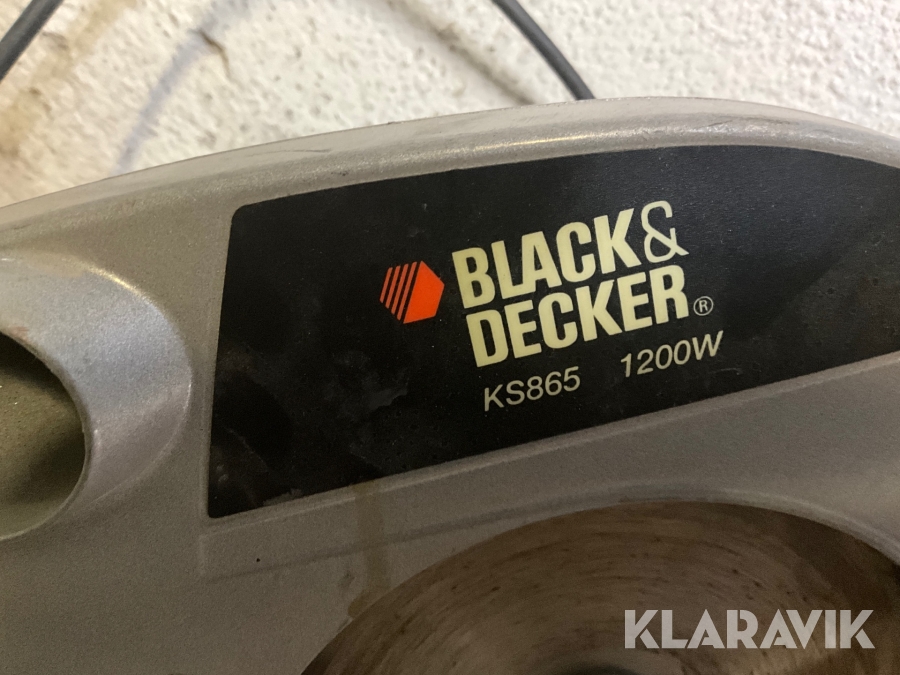 BLACK&
DECKER®
KS865 1200W
KLARAVIK